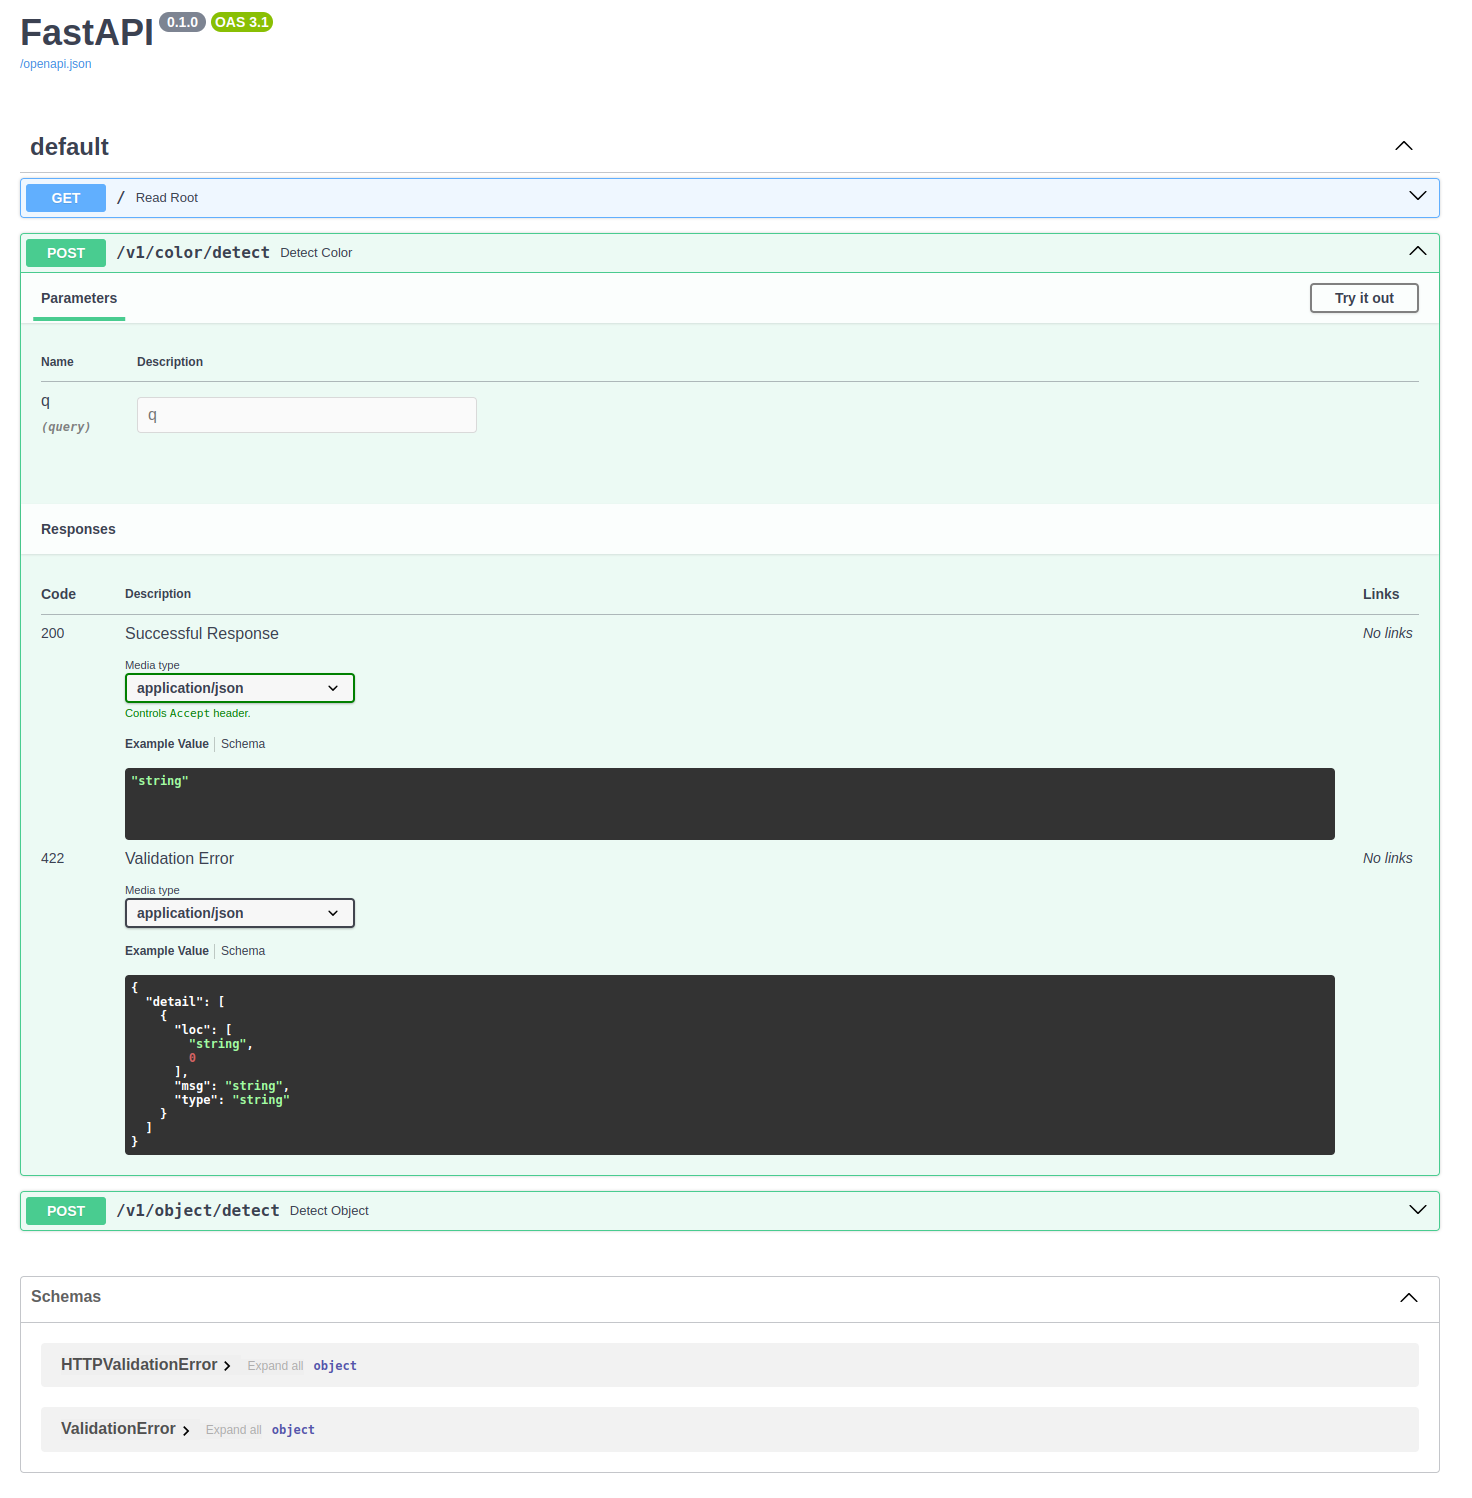 FastAPI 0.1.0 OAS 3.1
/openapi.json
default
GET / Read Root
POST /v1/color/detect Detect Color
Parameters Try it out
Name Description
q q
(query)
Responses
Code Description Links
200 Successful Response No links
Media type
application/json
Controls Accept header.
Example Value Schema
"string"
422 Validation Error No links
Media type
application/json
Example Value Schema
{
  "detail": [
    {
      "loc": [
        "string",
        0
      ],
      "msg": "string",
      "type": "string"
    }
  ]
}
POST /v1/object/detect Detect Object
Schemas
HTTPValidationError Expand all object
ValidationError Expand all object